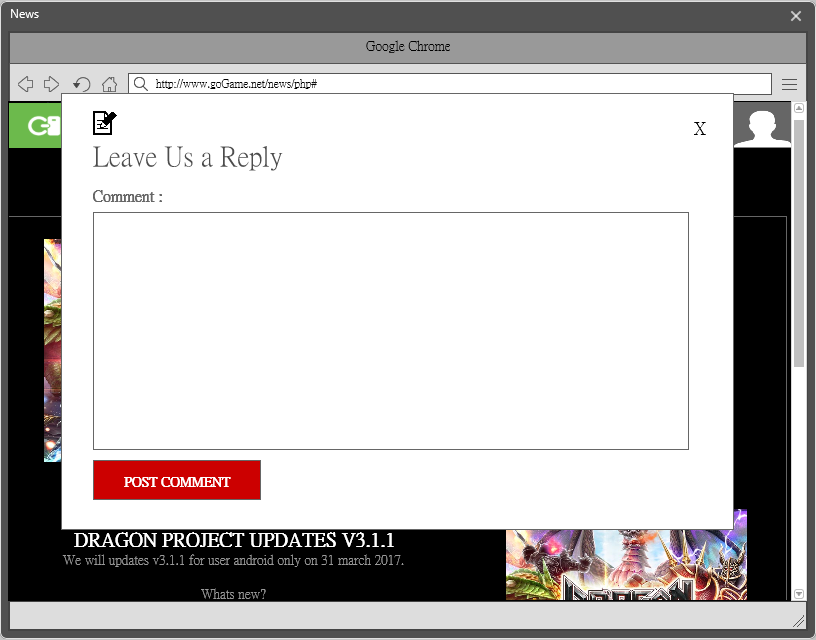 News
Google Chrome
http://www.goGame.net/news/php#
X
Leave Us a Reply
Comment :
POST COMMENT
DRAGON PROJECT UPDATES V3.1.1
We will updates v3.1.1 for user android only on 31 march 2017.
Whats new?